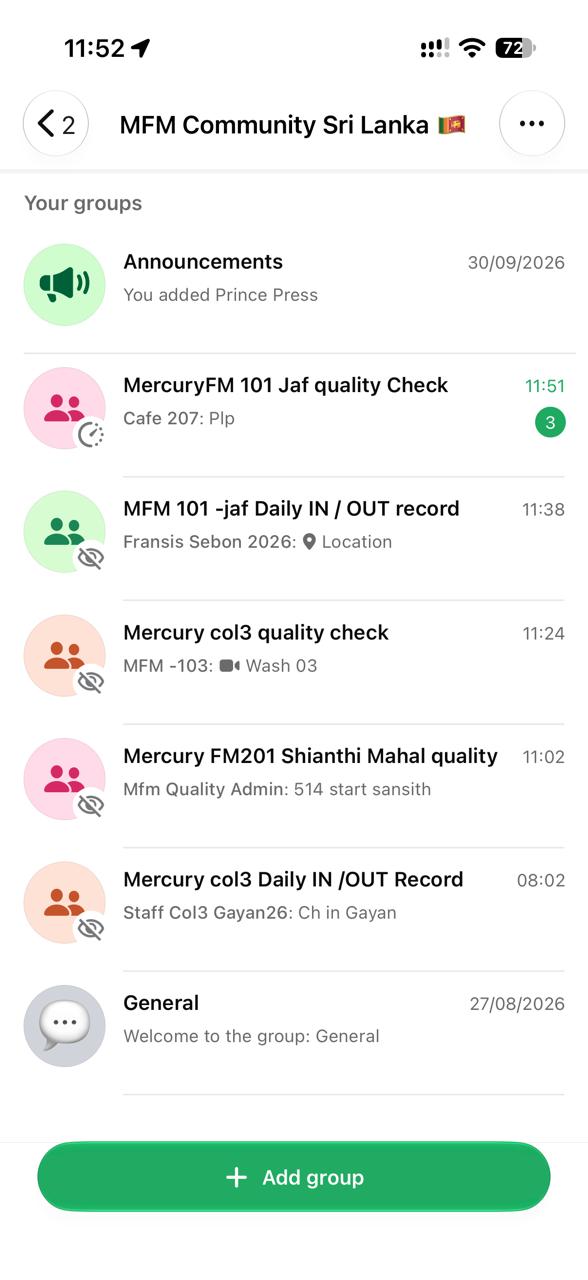 11:52
72
2
MFM Community Sri Lanka 🇱🇰
Your groups
Announcements
30/09/2026
You added Prince Press
MercuryFM 101 Jaf quality Check
11:51
Cafe 207: Plp
3
MFM 101 -jaf Daily IN / OUT record
11:38
Fransis Sebon 2026: Location
Mercury col3 quality check
11:24
MFM -103: Wash 03
Mercury FM201 Shianthi Mahal quality
11:02
Mfm Quality Admin: 514 start sansith
Mercury col3 Daily IN /OUT Record
08:02
Staff Col3 Gayan26: Ch in Gayan
General
27/08/2026
Welcome to the group: General
Add group